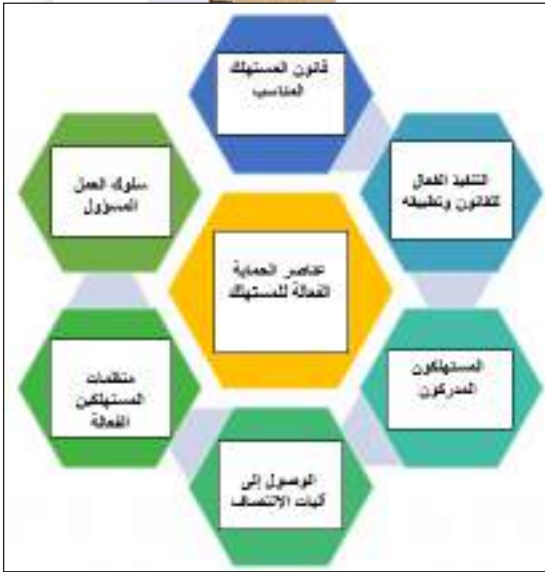 قانون المستهلك
المناسب
التنفيذ الفعال
للقانون وتطبيقه
المستهلكون
المدركون
الوصول إلى
آليات الانتصاف
منظمات
المستهلكين
الفعالة
سلوك العمل
المسؤول
عناصر الحماية
الفعالة للمستهلك